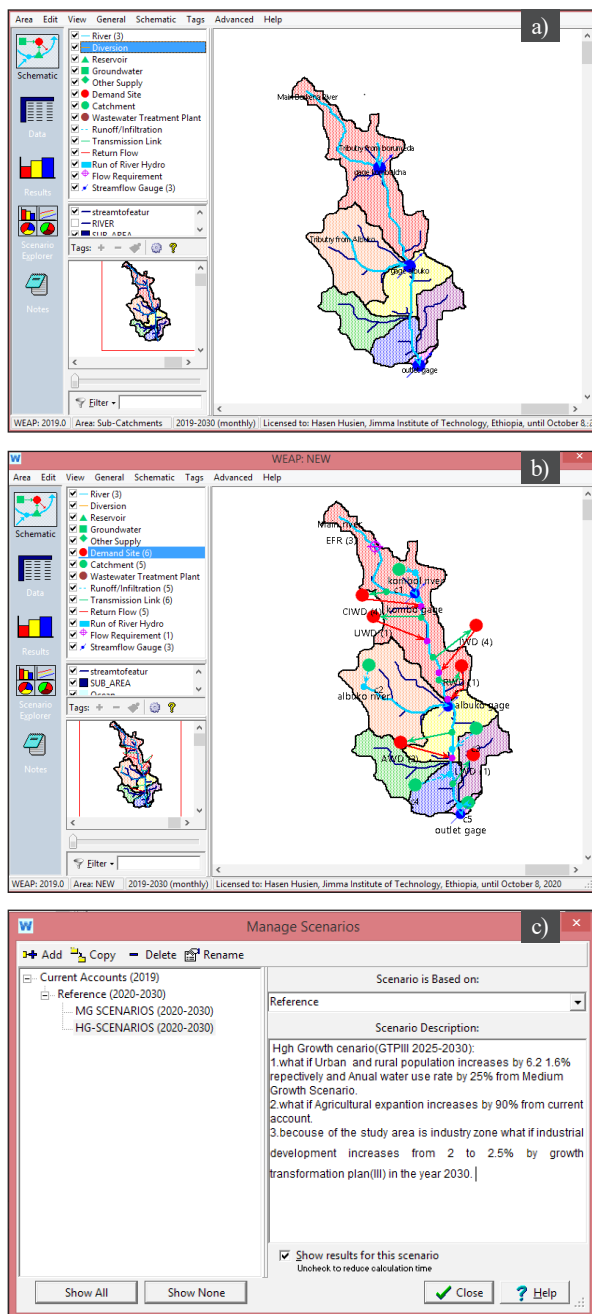 Area Edit View General Schematic Tags Advanced Help
a)
River (3)
Diversion
Reservoir
Groundwater
Other Supply
Demand Site
Catchment
Wastewater Treatment Plant
Runoff/Infiltration
Transmission Link
Return Flow
Run of River Hydro
Flow Requirement
Streamflow Gauge (3)
Schematic
Data
Results
Scenario
Explorer
Notes
streamtofeatur
RIVER
SUB_AREA
Tags:
Filter
Tributry from Albuko
outlet gage
WEAP: 2019.0 Area: Sub-Catchments 2019-2030 (monthly) Licensed to: Hasen Husien, Jimma Institute of Technology, Ethiopia, until October 8,
WEAP: NEW
b)
Area Edit View General Schematic Tags Advanced Help
River (3)
Diversion
Reservoir
Groundwater
Other Supply
Demand Site (6)
Catchment (5)
Wastewater Treatment Plant
Runoff/Infiltration (5)
Transmission Link (6)
Return Flow (5)
Run of River Hydro
Flow Requirement (1)
Streamflow Gauge (3)
Schematic
Data
Results
Scenario
Explorer
Notes
streamtofeatur
SUB_AREA
Ocean
Tags:
Filter
Main river
EFR (3)
kombol river
c1
CIWD (4)
kombo gage
UWD (1)
IWD (4)
RWD (1)
albuko river
albuko gage
AWD (3)
c4
c5
outlet gage
WEAP: 2019.0 Area: NEW 2019-2030 (monthly) Licensed to: Hasen Husien, Jimma Institute of Technology, Ethiopia, until October 8, 2020
W Manage Scenarios
c)
Add Copy Delete Rename
Current Accounts (2019)
Reference (2020-2030)
MG SCENARIOS (2020-2030)
HG-SCENARIOS (2020-2030)
Scenario is Based on:
Reference
Scenario Description:
Hgh Growth cenario(GTPIII 2025-2030):
1.what if Urban and rural population increases by 6.2 1.6%
repectively and Anual water use rate by 25% from Medium
Growth Scenario.
2.what if Agricultural expantion increases by 90% from current
account.
3.becouse of the study area is industry zone what if industrial
development increases from 2 to 2.5% by growth
transformation plan(III) in the year 2030.
Show results for this scenario
Uncheck to reduce calculation time
Show All Show None Close Help